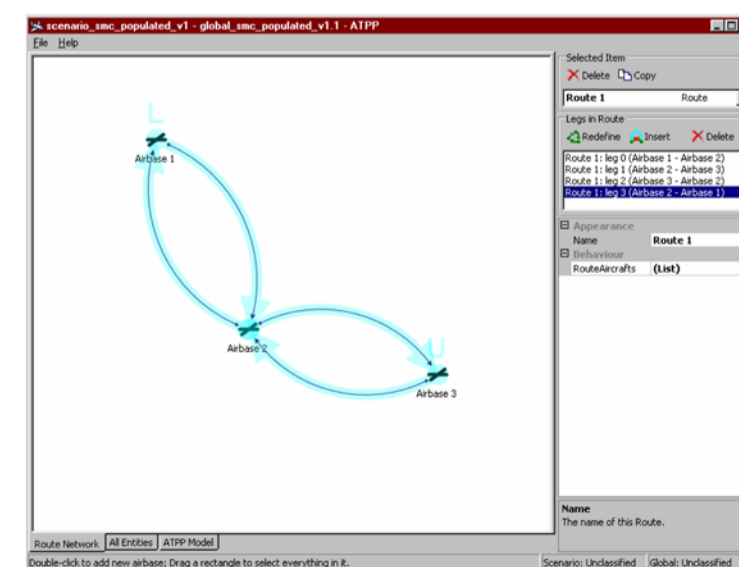 scenario_smc_populated_v1 - global_smc_populated_v1.1 - ATPP
File Help
Selected Item
Delete Copy
Route 1 Route
Legs in Route
Redefine Insert Delete
Route 1: leg 0 (Airbase 1 - Airbase 2)
Route 1: leg 1 (Airbase 2 - Airbase 3)
Route 1: leg 2 (Airbase 3 - Airbase 2)
Route 1: leg 3 (Airbase 2 - Airbase 1)
Appearance
Name Route 1
Behaviour
RouteAircrafts (List)
L
Airbase 1
Airbase 2
U
Airbase 3
Name
The name of this Route.
Route Network All Entities ATPP Model
Double-click to add new airbase; Drag a rectangle to select everything in it. Scenario: Unclassified Global: Unclassified